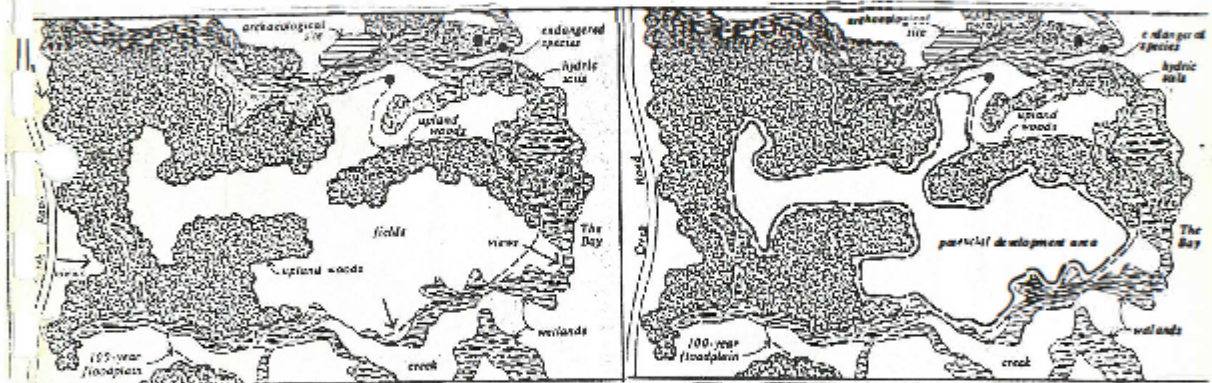 archaeological
site
endangered
species
hydric
soils
upland
woods
fields
views
The
Bay
views
upland woods
wetlands
100-year
floodplain
creek
archaeological
site
endangered
species
hydric
soils
upland
woods
Road
Creek
potential development area
The
Bay
wetlands
100-year
floodplain
creek